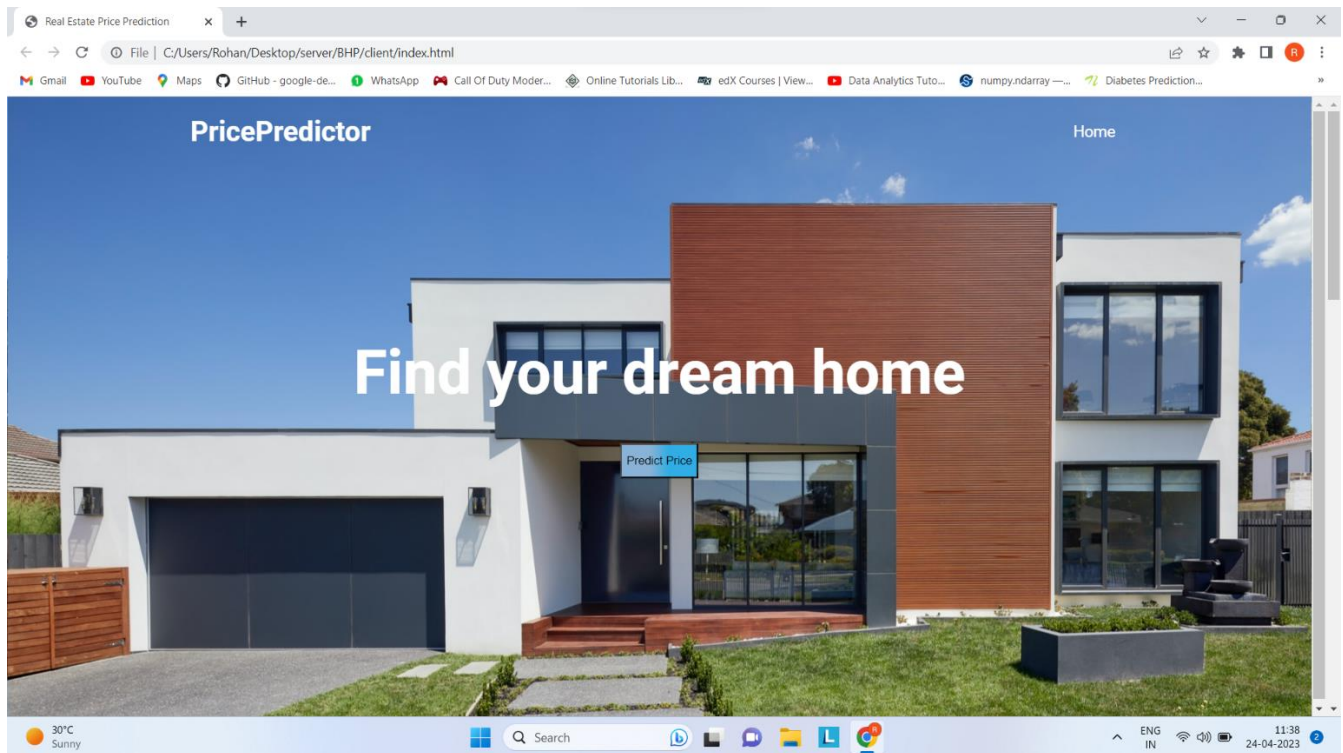 Real Estate Price Prediction
File | C:/Users/Rohan/Desktop/server/BHP/client/index.html
R
Gmail YouTube Maps GitHub - google-de... WhatsApp Call Of Duty Moder... Online Tutorials Lib... edX Courses | View... Data Analytics Tuto... numpy.ndarray —... Diabetes Prediction... »
PricePredictor Home
Find your dream home
Predict Price
30°C
Sunny
Search
L
ENG
IN
11:38
24-04-2023
2